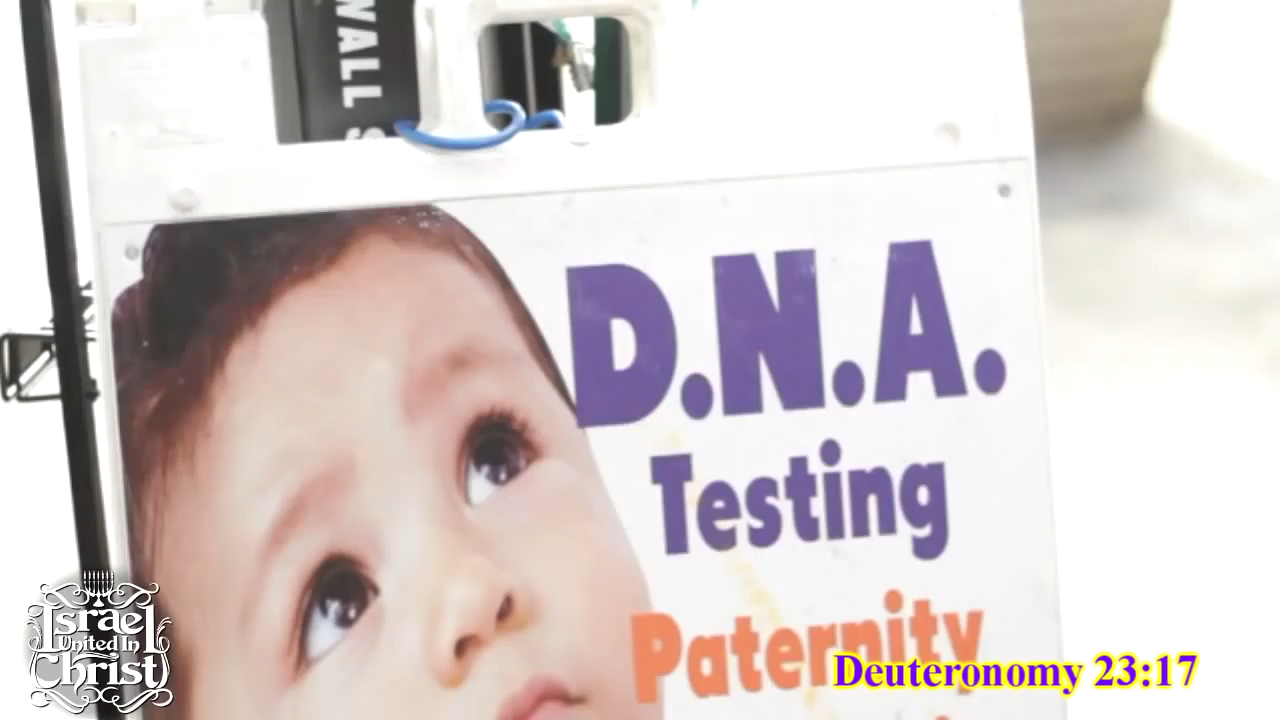 WALL S
D.N.A.
Testing
Paternity
Deuteronomy 23:17
Israel
United In
Christ